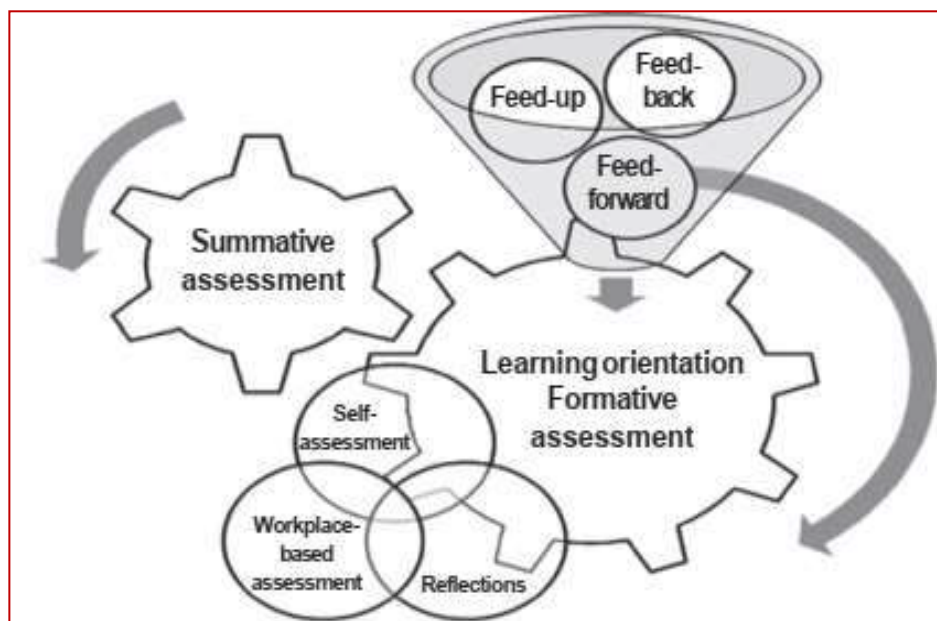 Feed-up
Feed-
back
Feed-
forward
Summative
assessment
Learning orientation
Formative
assessment
Self-
assessment
Workplace-
based
assessment
Reflections